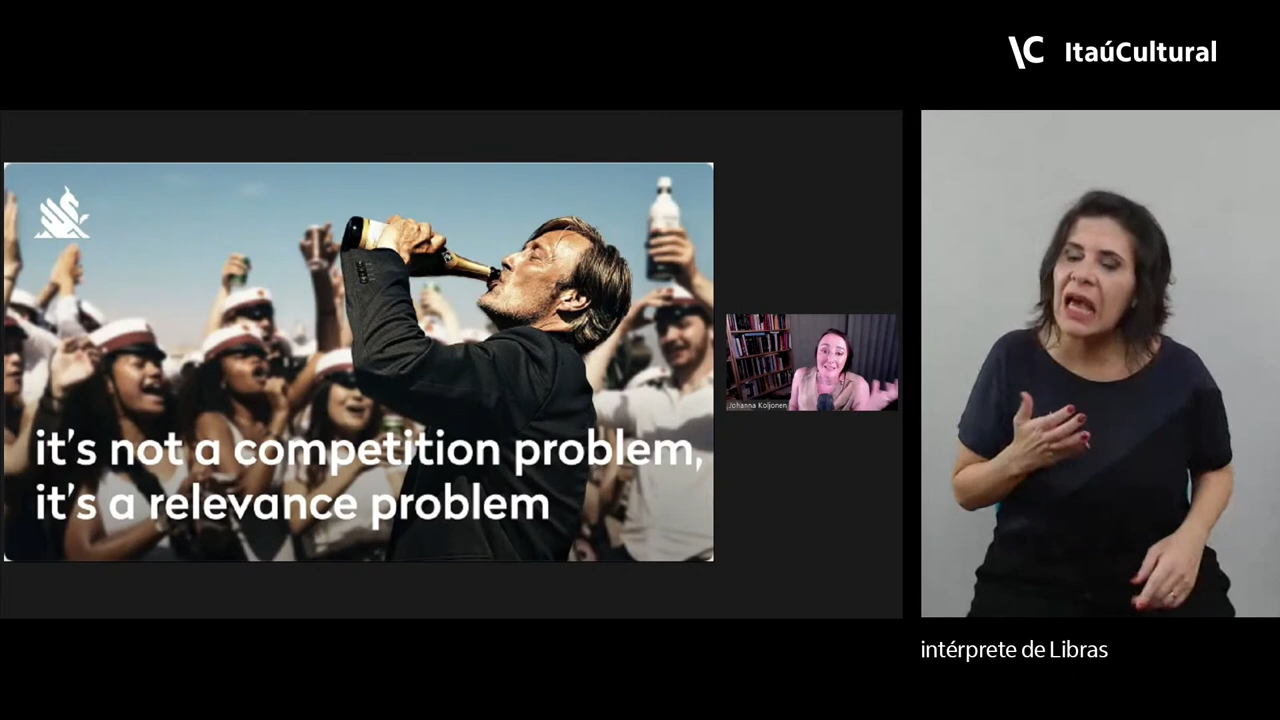 \C ItaúCultural
it's not a competition problem,
it's a relevance problem
Johanna Koljonen
intérprete de Libras